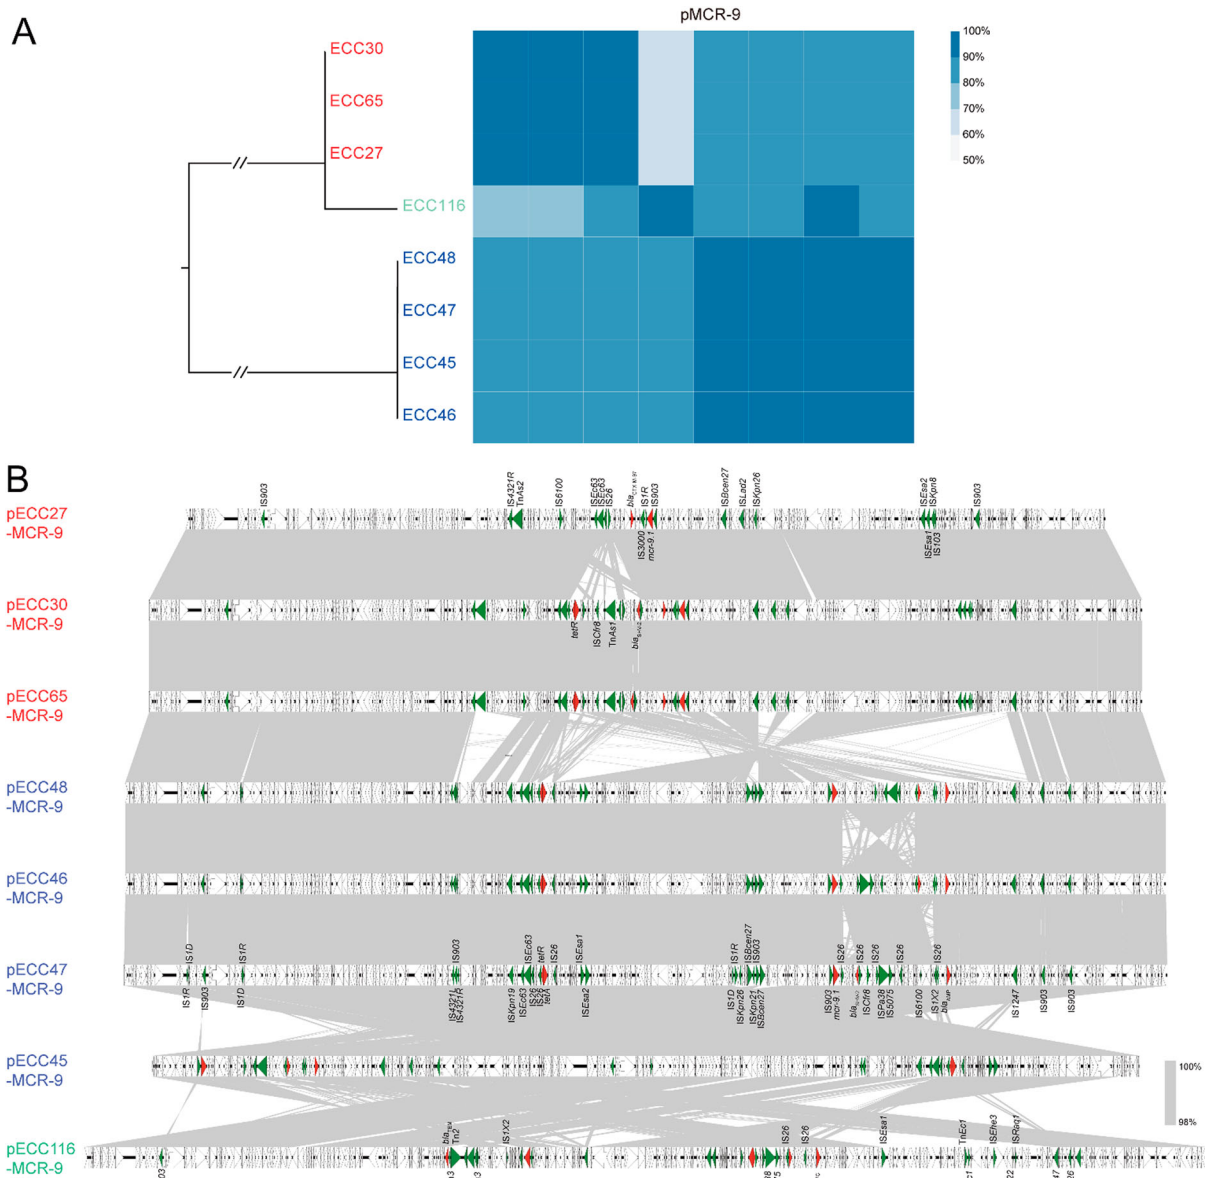 A
pMCR-9
ECC30
ECC65
ECC27
ECC116
ECC48
ECC47
ECC45
ECC46
100%
90%
80%
70%
60%
50%
B
pECC27
-MCR-9
IS903
IS4321R
TnAs2
IS6100
ISEc63
ISEc63
IS26
IS1R
IS903
ISBcen27
ISLad2
ISKpn26
ISEsa2
ISKpn8
IS903
IS3000
mcr-9.1
ISEsa1
IS103
pECC30
-MCR-9
tetR
ISCfr8
TnAs1
pECC65
-MCR-9
pECC48
-MCR-9
pECC46
-MCR-9
pECC47
-MCR-9
IS1D
IS1R
IS903
ISEc63
tetR
IS26
ISEsa1
IS1R
ISBcen27
IS903
IS26
IS26
IS26
IS26
IS26
IS1R
IS903
IS1D
IS4321L
IS4321R
ISKpn19
ISEc63
IS26
IS2
tetA
ISEsa2
IS1D
ISKpn26
ISKpn21
ISBcen27
IS903
mcr-9.1
ISCfr8
ISPa38
IS5075
IS6100
IS1X2
IS1247
IS903
IS903
pECC45
-MCR-9
100%
98%
pECC116
-MCR-9
Tn2
IS1X2
IS26
IS26
ISEsa1
TnEc1
ISEhe3
ISRaq1